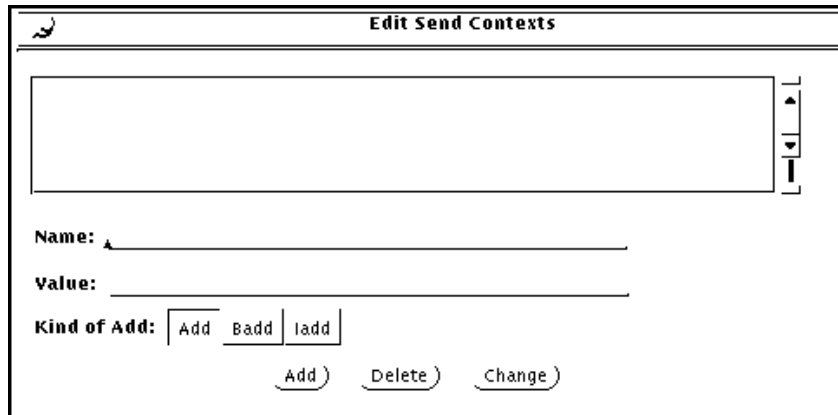 Edit Send Contexts
Name:
Value:
Kind of Add: Add Badd Iadd
Add Delete Change